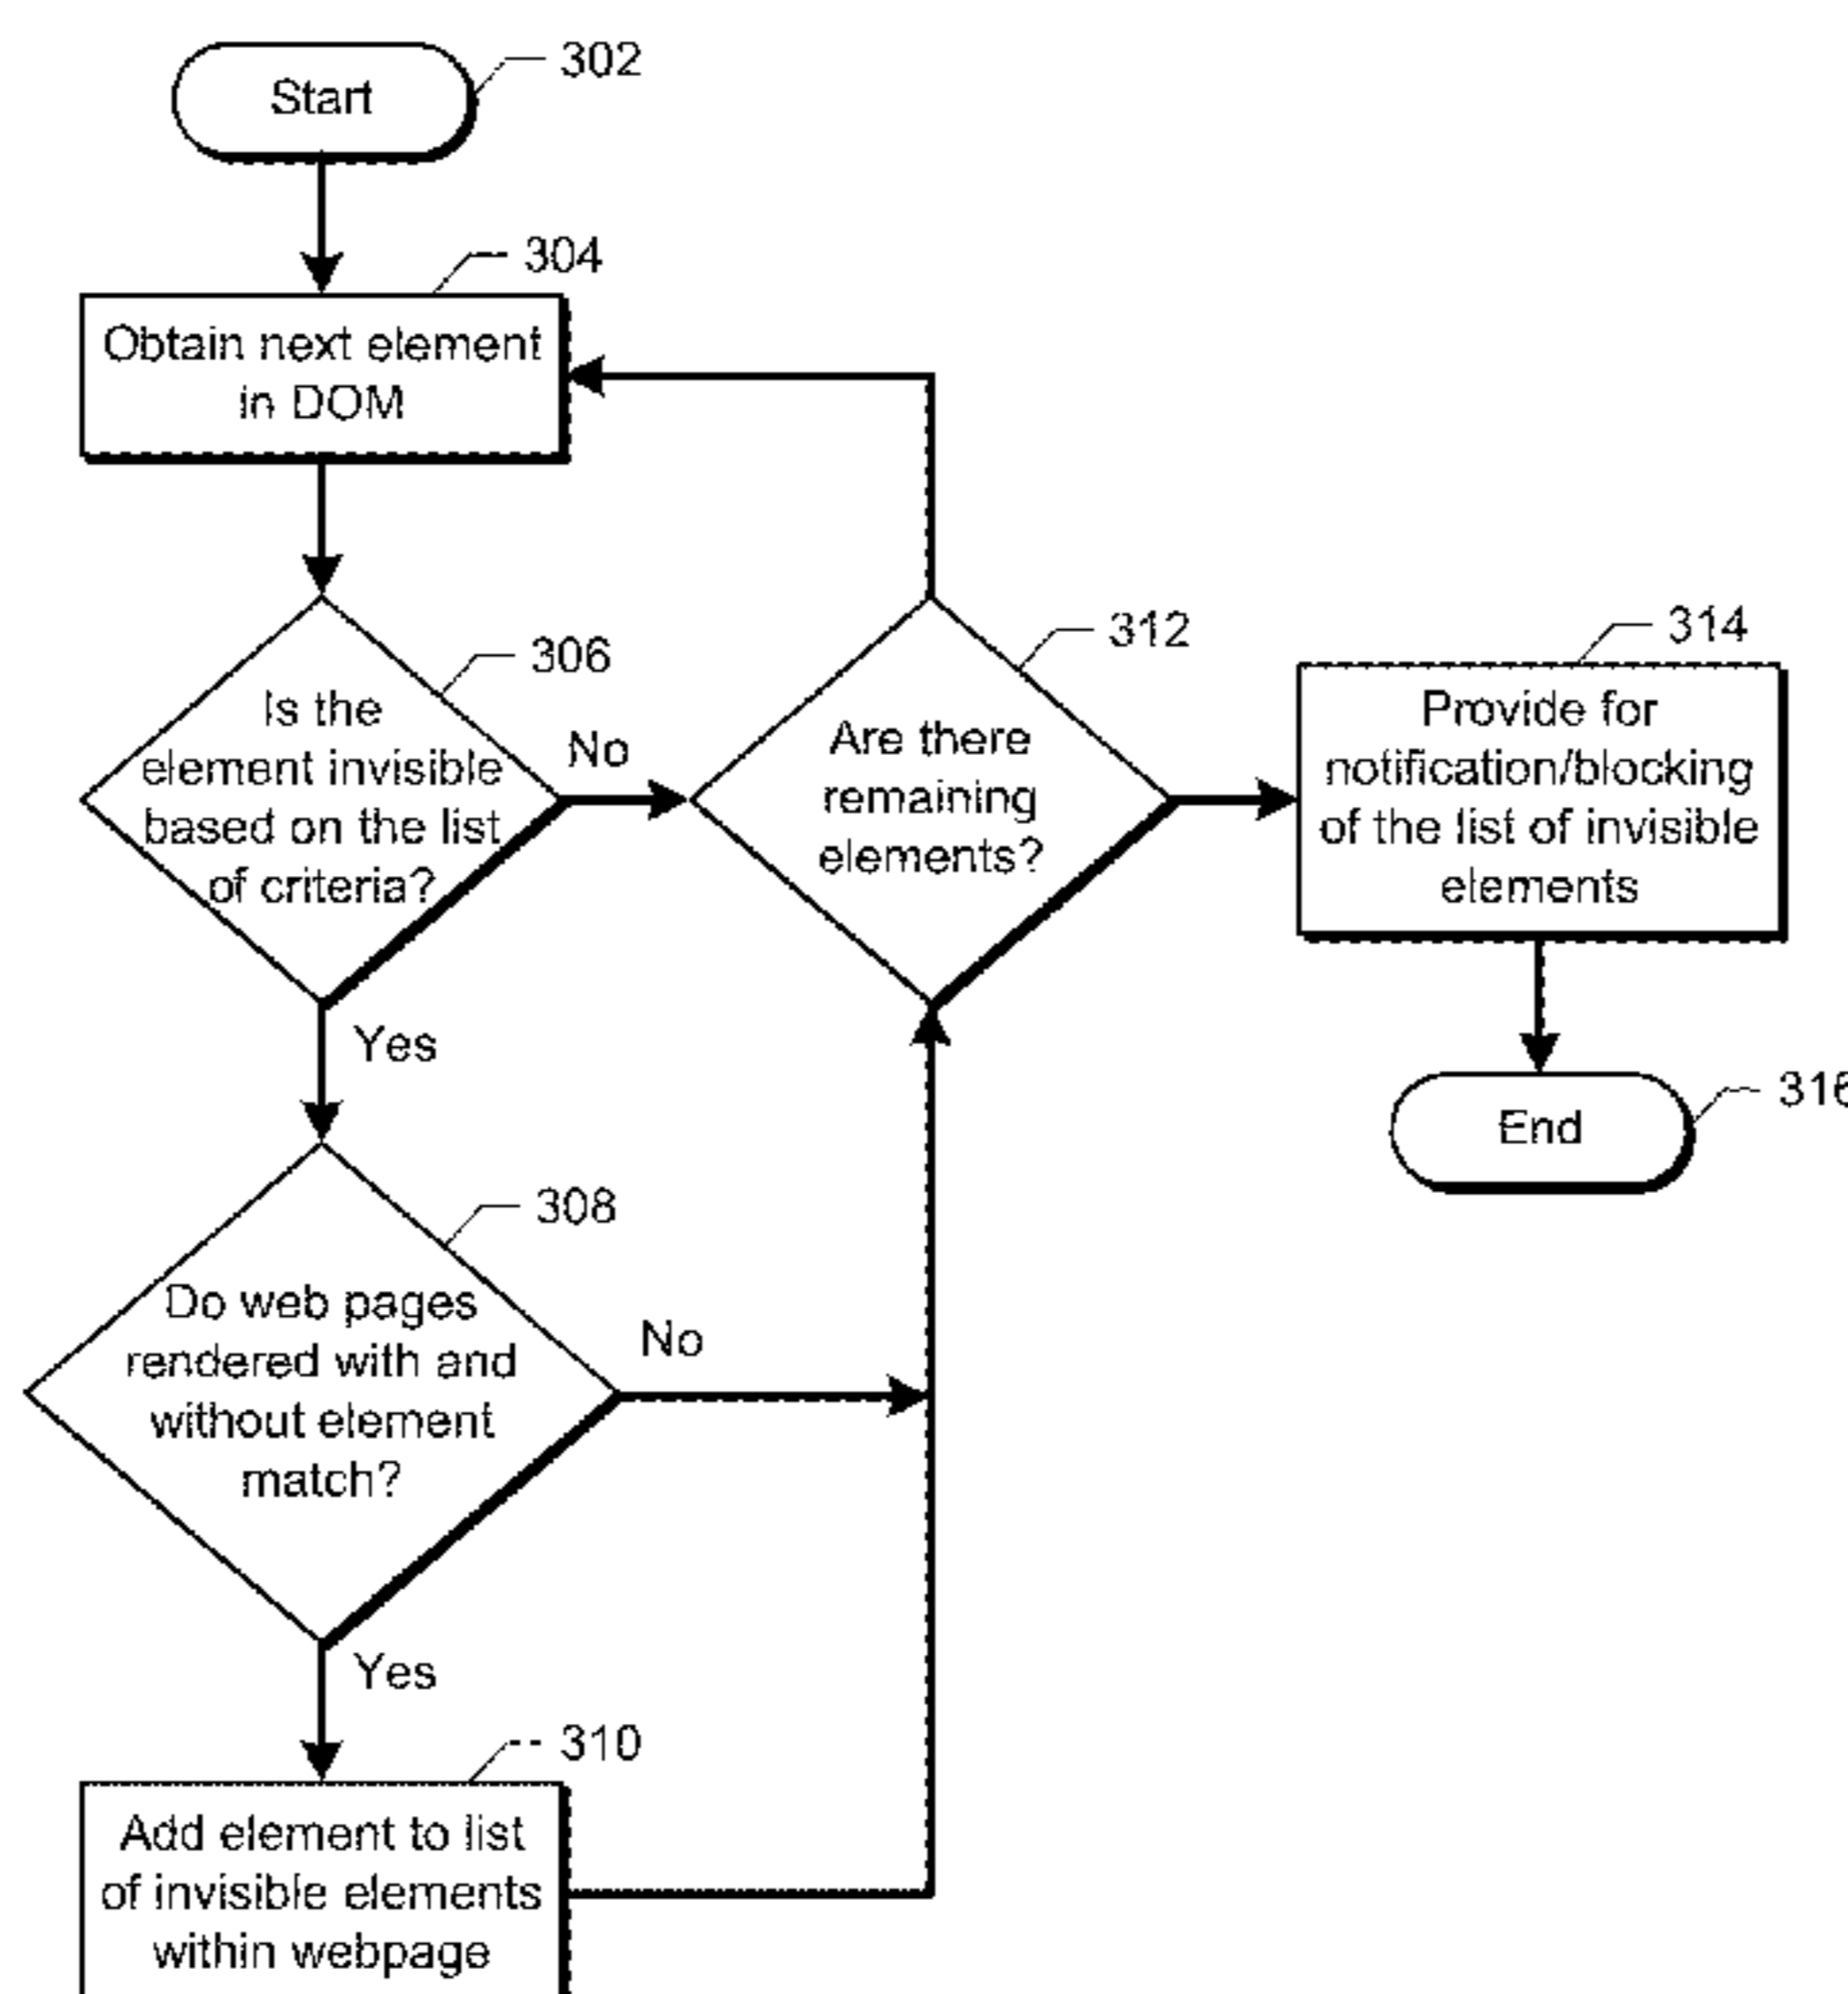 Start
302
304
Obtain next element
in DOM
306
Is the
element invisible
based on the list
of criteria?
No
Yes
312
Are there
remaining
elements?
314
Provide for
notification/blocking
of the list of invisible
elements
End
316
308
Do web pages
rendered with and
without element
match?
No
Yes
310
Add element to list
of invisible elements
within webpage